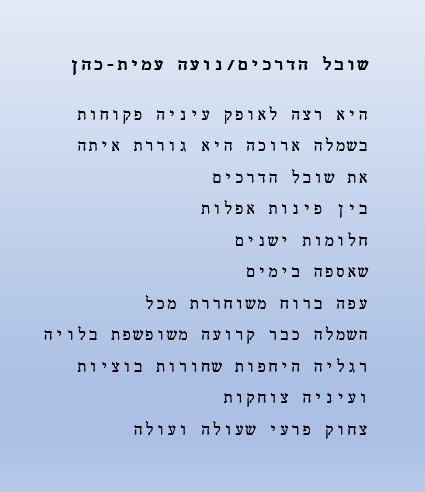 שובל הדרכים/נועה עמית-כהן
היא רצה לאופק עיניה פקוחות
בשמלה ארוכה היא גוררת איתה
את שובל הדרכים
בין פינות אפלות
חלומות ישנים
שאספה בימים
עפה ברוח משוחררת מכל
השמלה כבר קרועה משופשפת בלויה
רגליה היחפות שחורות בוציות
ועיניה צוחקות
צחוק פרעי שעולה ועולה